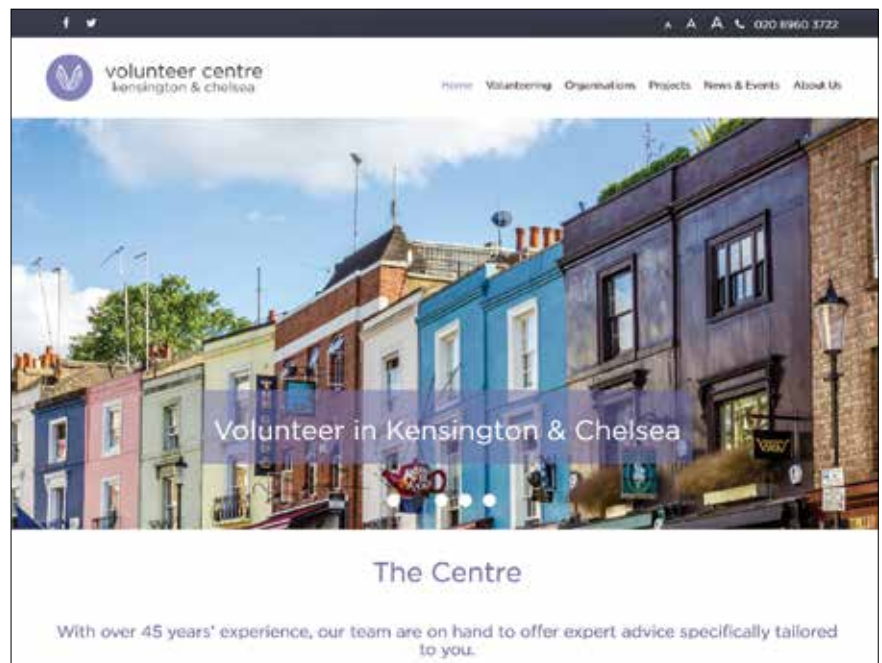 A A A 020 8960 3722
volunteer centre
kensington & chelsea
Home Volunteering Organisations Projects News & Events About Us
Volunteer in Kensington & Chelsea
The Centre
With over 45 years' experience, our team are on hand to offer expert advice specifically tailored
to you.